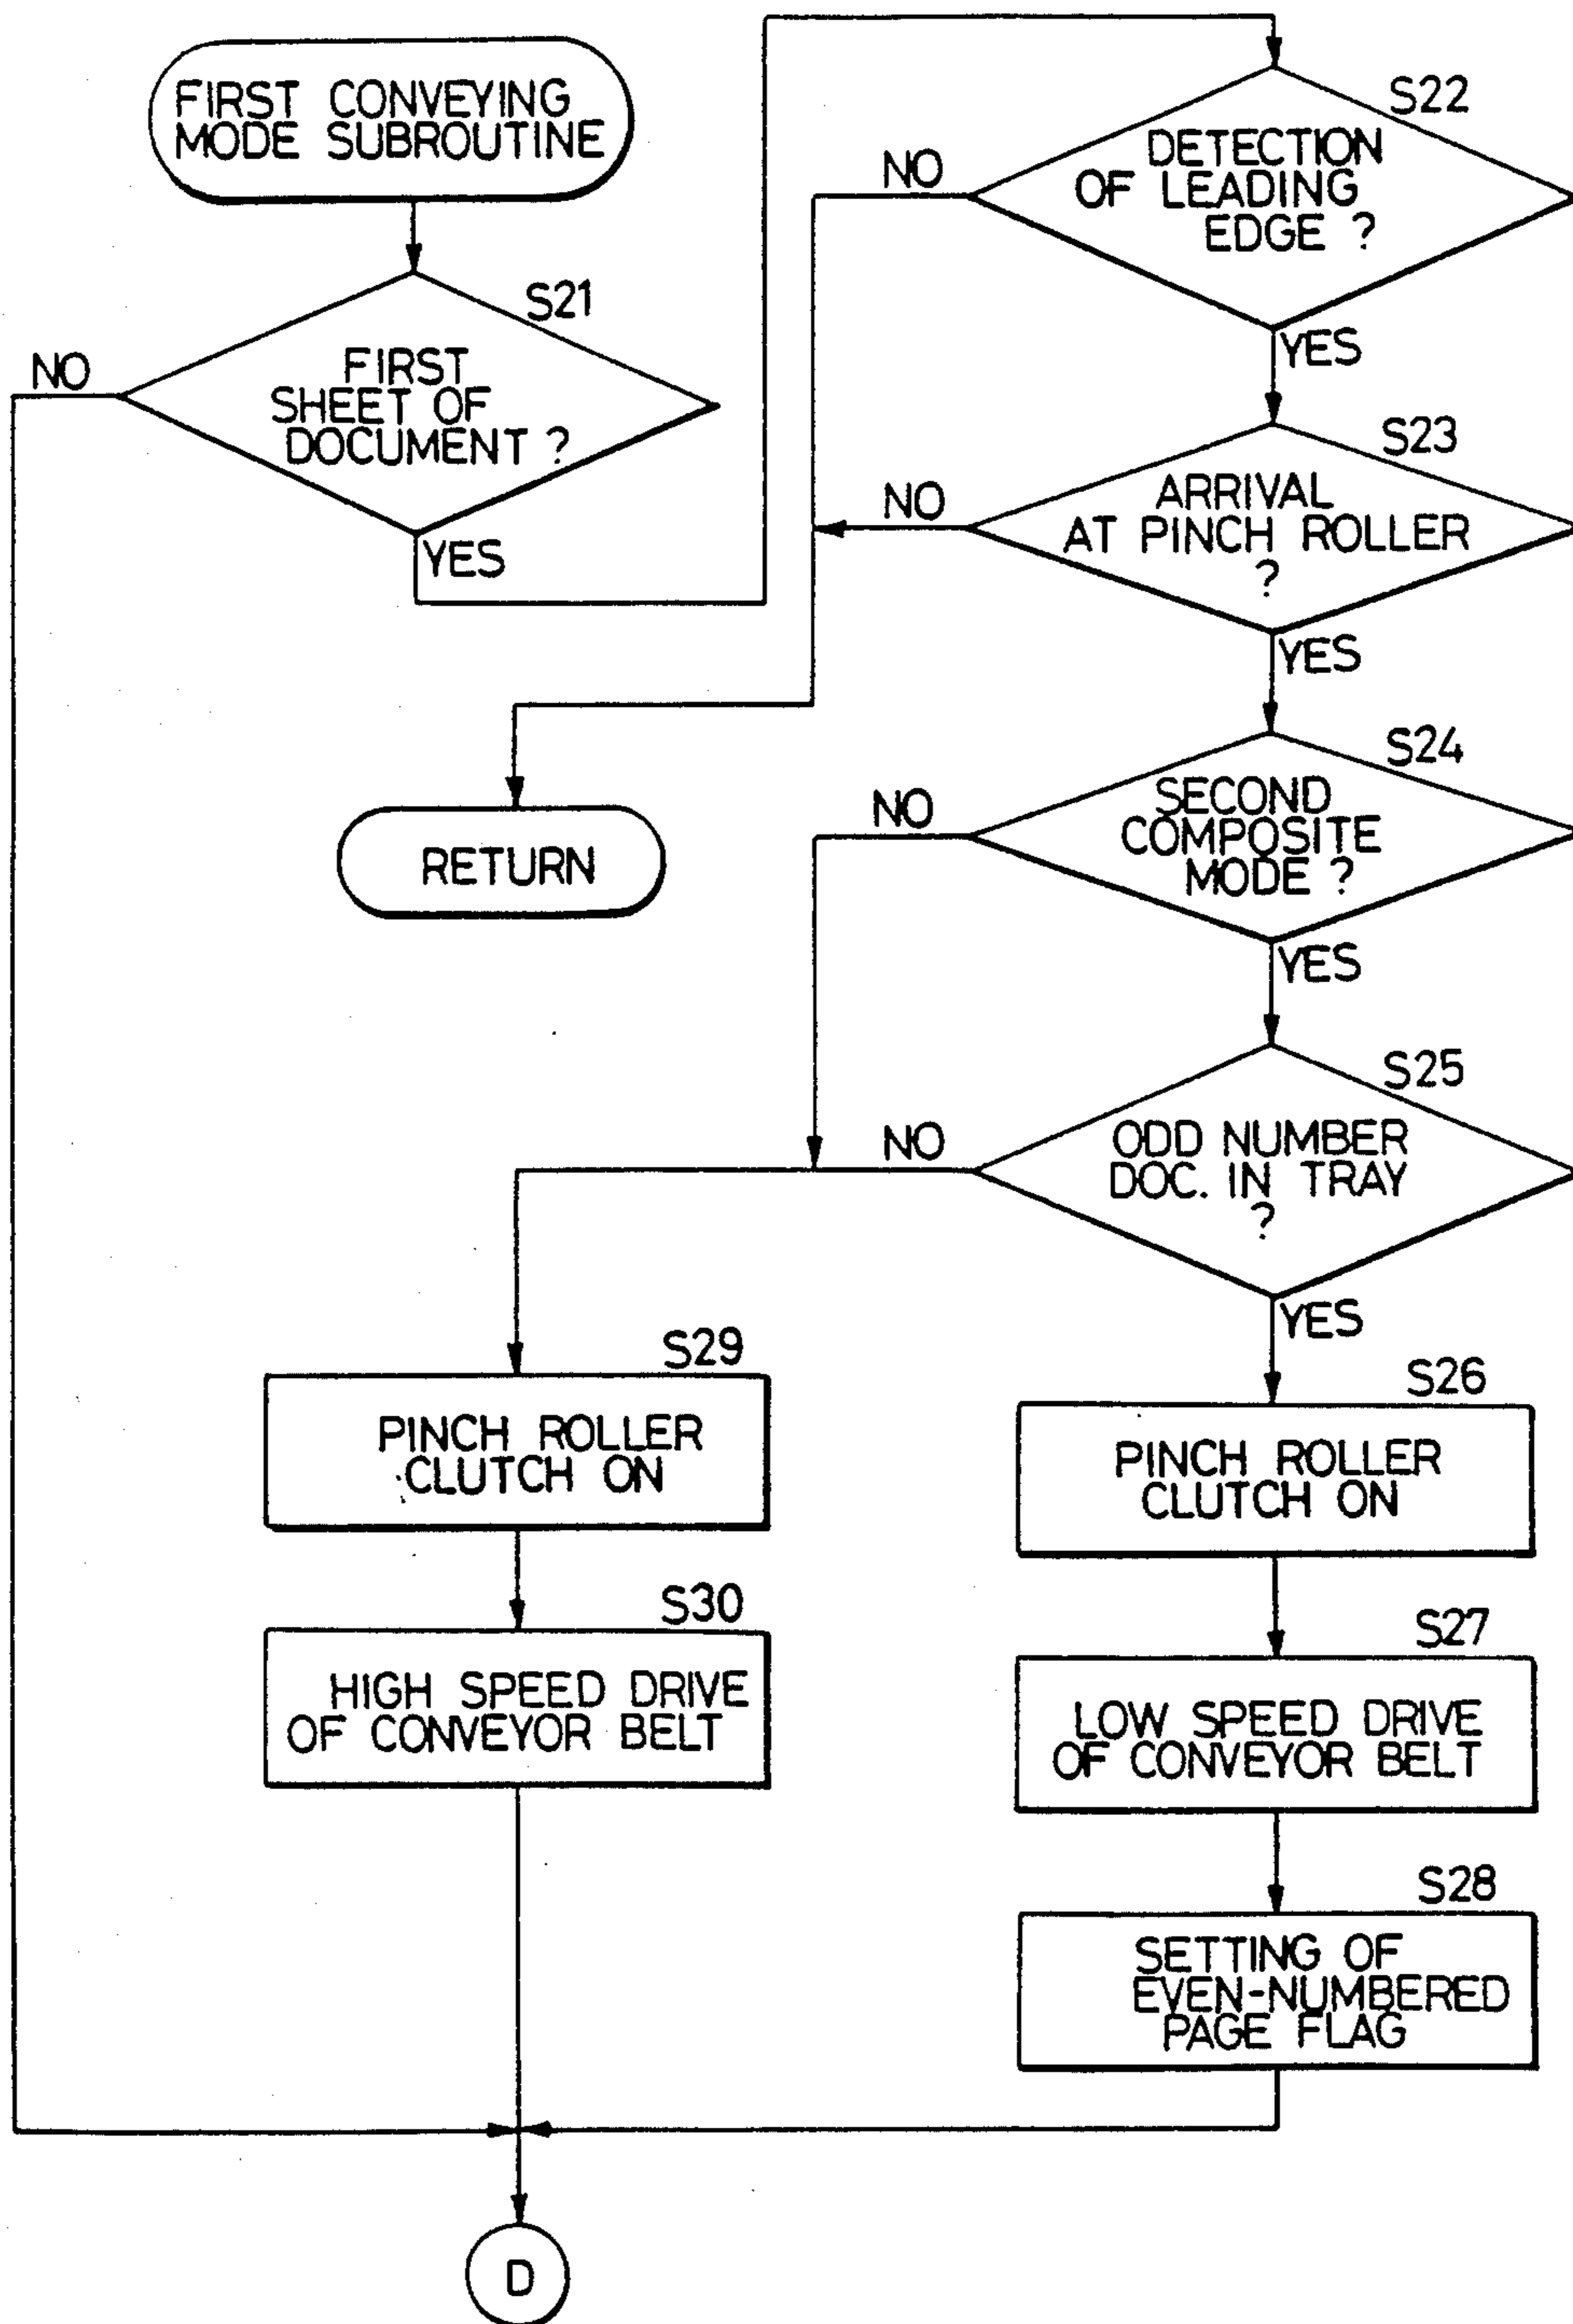 FIRST CONVEYING
MODE SUBROUTINE
S21
NO
FIRST
SHEET OF
DOCUMENT ?
YES
S22
NO
DETECTION
OF LEADING
EDGE ?
YES
S23
NO
ARRIVAL
AT PINCH ROLLER
?
YES
RETURN
S24
NO
SECOND
COMPOSITE
MODE ?
YES
S25
NO
ODD NUMBER
DOC. IN TRAY
?
YES
S29
PINCH ROLLER
CLUTCH ON
S30
HIGH SPEED DRIVE
OF CONVEYOR BELT
S26
PINCH ROLLER
CLUTCH ON
S27
LOW SPEED DRIVE
OF CONVEYOR BELT
S28
SETTING OF
EVEN-NUMBERED
PAGE FLAG
D